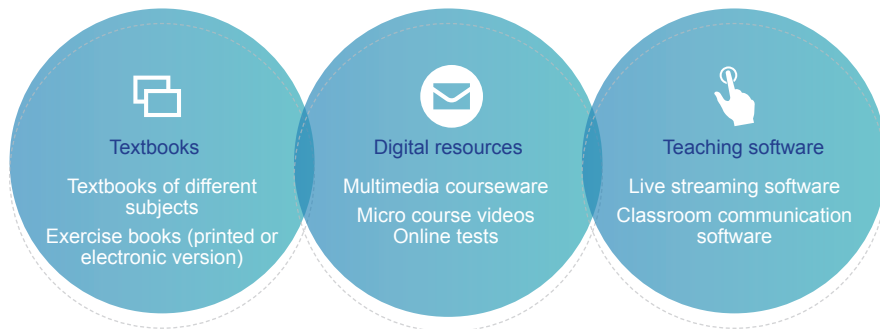 Textbooks
Textbooks of different
subjects
Exercise books (printed or
electronic version)
Digital resources
Multimedia courseware
Micro course videos
Online tests
Teaching software
Live streaming software
Classroom communication
software